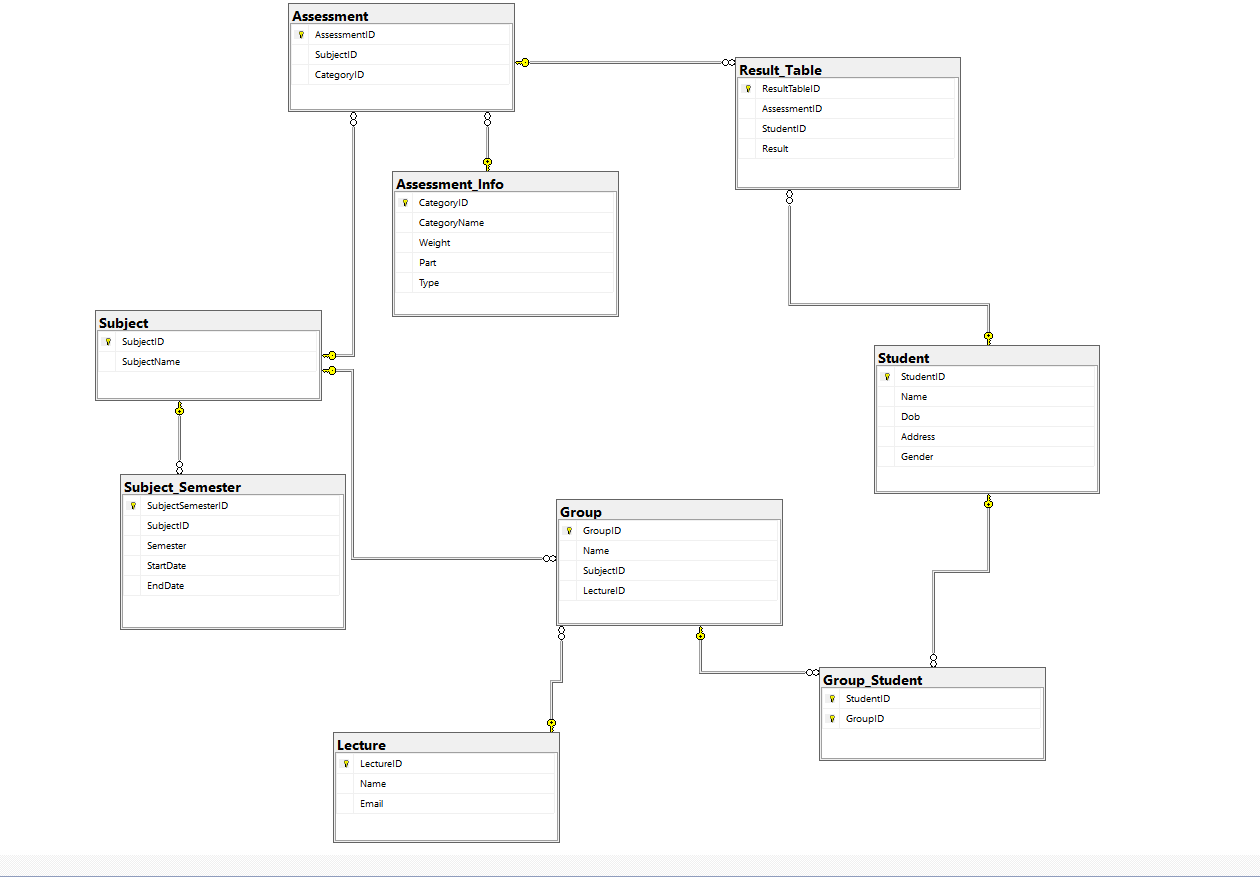 Assessment
AssessmentID
SubjectID
CategoryID
Result_Table
ResultTableID
AssessmentID
StudentID
Result
Assessment_Info
CategoryID
CategoryName
Weight
Part
Type
Subject
SubjectID
SubjectName
Student
StudentID
Name
Dob
Address
Gender
Subject_Semester
SubjectSemesterID
SubjectID
Semester
StartDate
EndDate
Group
GroupID
Name
SubjectID
LectureID
Group_Student
StudentID
GroupID
Lecture
LectureID
Name
Email